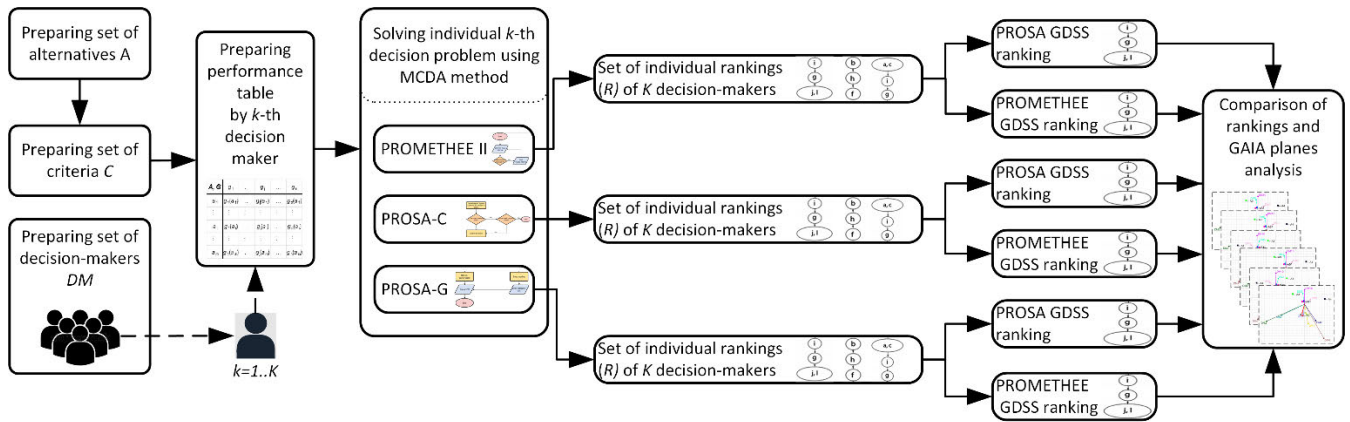 Preparing set of
alternatives A
Preparing set of
criteria C
Preparing set of
decision-makers
DM
k=1..K
Preparing
performance
table
by k-th
decision
maker
Solving individual k-th
decision problem using
MCDA method
PROMETHEE II
PROSA-C
PROSA-G
Set of individual rankings
(R) of K decision-makers
i
g
j, l
b
h
f
a,c
i
g
Set of individual rankings
(R) of K decision-makers
i
g
j, l
b
h
f
a,c
i
g
Set of individual rankings
(R) of K decision-makers
i
g
j, l
b
h
f
a,c
i
g
PROSA GDSS
ranking
i
g
j, l
PROMETHEE
GDSS ranking
i
g
j, l
PROSA GDSS
ranking
i
g
j, l
PROMETHEE
GDSS ranking
i
g
j, l
PROSA GDSS
ranking
i
g
j, l
PROMETHEE
GDSS ranking
i
g
j, l
Comparison of
rankings and
GAIA planes
analysis